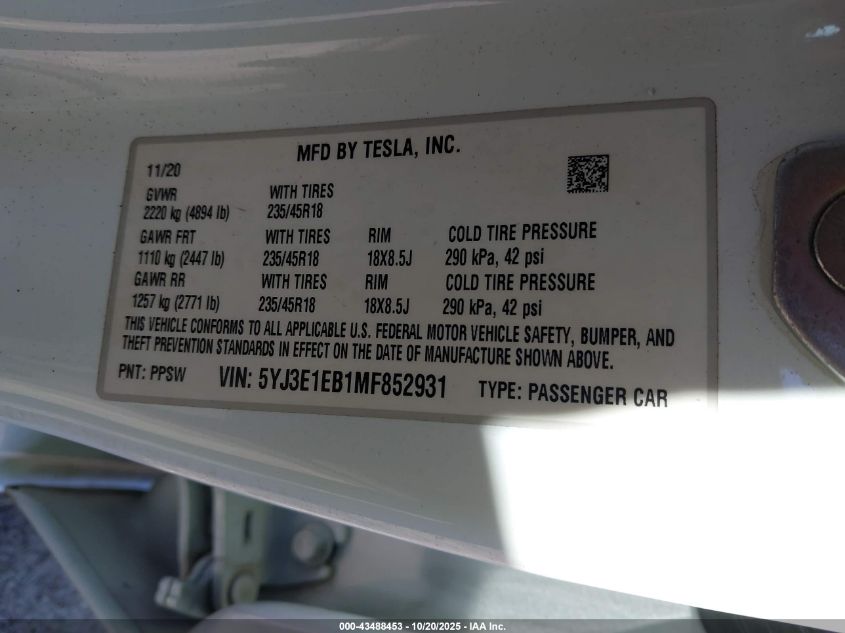 MFD BY TESLA, INC.
11/20
GVWR WITH TIRES
2220 kg (4894 lb) 235/45R18
GAWR FRT WITH TIRES RIM COLD TIRE PRESSURE
1110 kg (2447 lb) 235/45R18 18X8.5J 290 kPa, 42 psi
GAWR RR WITH TIRES RIM COLD TIRE PRESSURE
1257 kg (2771 lb) 235/45R18 18X8.5J 290 kPa, 42 psi
THIS VEHICLE CONFORMS TO ALL APPLICABLE U.S. FEDERAL MOTOR VEHICLE SAFETY, BUMPER, AND
THEFT PREVENTION STANDARDS IN EFFECT ON THE DATE OF MANUFACTURE SHOWN ABOVE.
PNT: PPSW VIN: 5YJ3E1EB1MF852931 TYPE: PASSENGER CAR
000-43488453 | 10/20/2025 | IAA Inc. - www.iaai.com